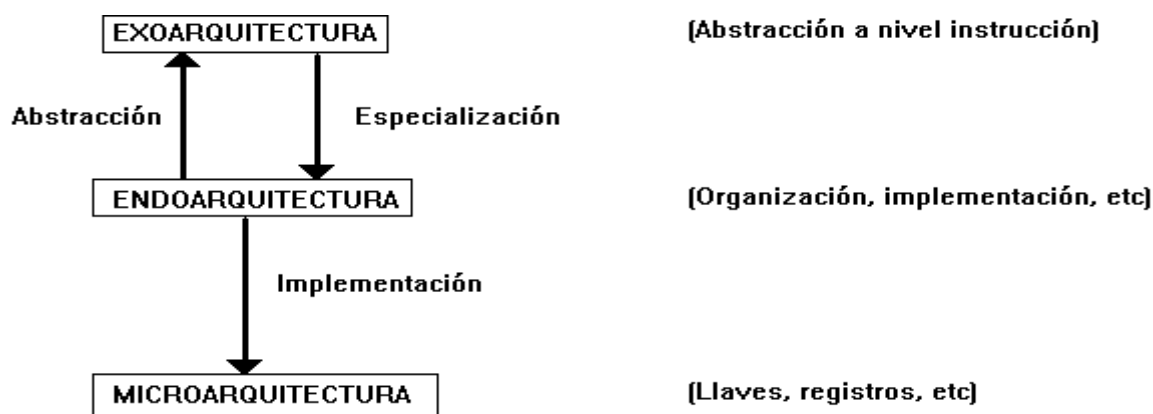 EXOARQUITECTURA (Abstracción a nivel instrucción)
Abstracción Especialización
ENDOARQUITECTURA (Organización, implementación, etc)
Implementación
MICROARQUITECTURA (Llaves, registros, etc)